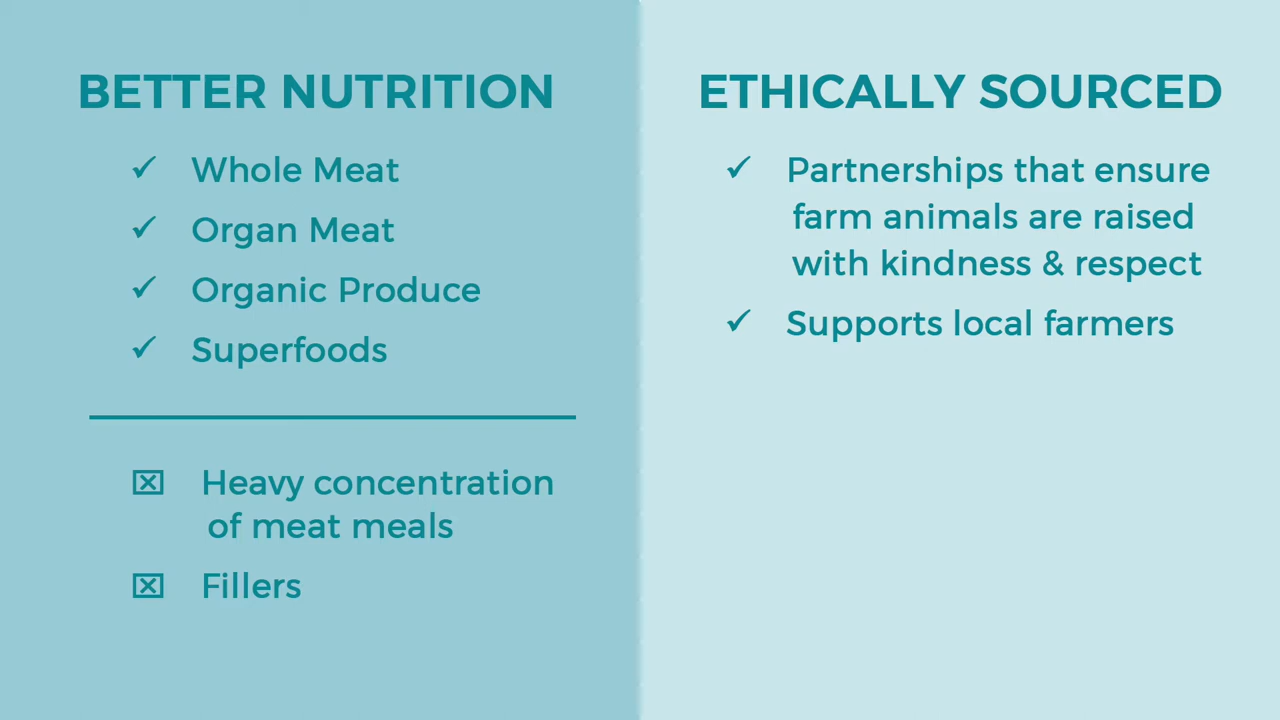 BETTER NUTRITION
✓ Whole Meat
✓ Organ Meat
✓ Organic Produce
✓ Superfoods
☒ Heavy concentration
of meat meals
☒ Fillers
ETHICALLY SOURCED
✓ Partnerships that ensure
farm animals are raised
with kindness & respect
✓ Supports local farmers